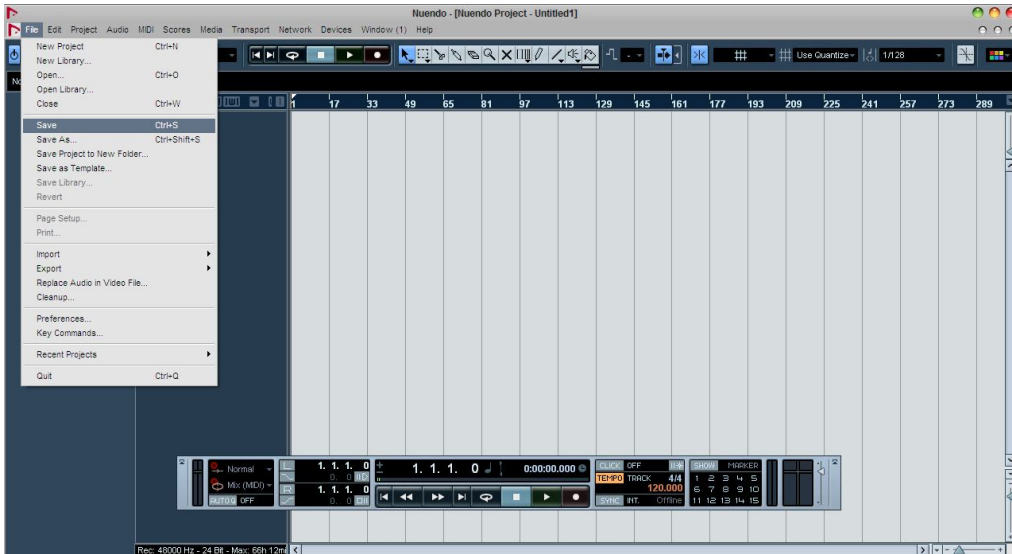 Nuendo - [Nuendo Project - Untitled1]
File Edit Project Audio MIDI Scores Media Transport Network Devices Window (1) Help
New Project Ctrl+N
New Library...
Open... Ctrl+O
Open Library...
Close Ctrl+W
Save Ctrl+S
Save As... Ctrl+Shift+S
Save Project to New Folder...
Save as Template...
Save Library...
Revert
Page Setup...
Print...
Import
Export
Replace Audio in Video File...
Cleanup...
Preferences...
Key Commands...
Recent Projects
Quit Ctrl+Q
Use Quantize 1/128
1 17 33 49 65 81 97 113 129 145 161 177 193 209 225 241 257 273 289
Normal
Mix (MIDI)
AUTO Q OFF
L 1. 1. 1. 0
0. 0
R 1. 1. 1. 0
0. 0
1. 1. 1. 0 0:00:00.000
CLICK OFF
TEMPO TRACK 4/4
120.000
SYNC INT. Offline
SHOW MARKER
1 2 3 4 5
6 7 8 9 10
11 12 13 14 15
Rec: 48000 Hz - 24 Bit - Max: 66h 12mi